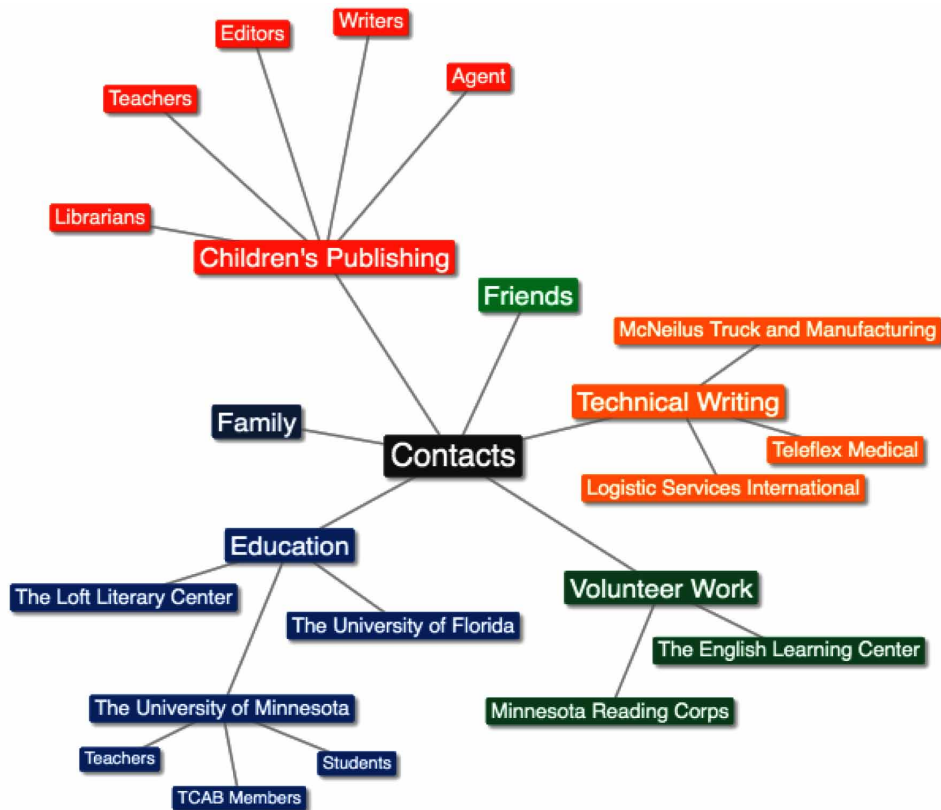 Writers
Editors
Agent
Teachers
Librarians
Children's Publishing
Friends
McNeilus Truck and Manufacturing
Technical Writing
Family
Teleflex Medical
Contacts
Logistic Services International
Education
Volunteer Work
The Loft Literary Center
The University of Florida
The English Learning Center
The University of Minnesota
Minnesota Reading Corps
Teachers
Students
TCAB Members